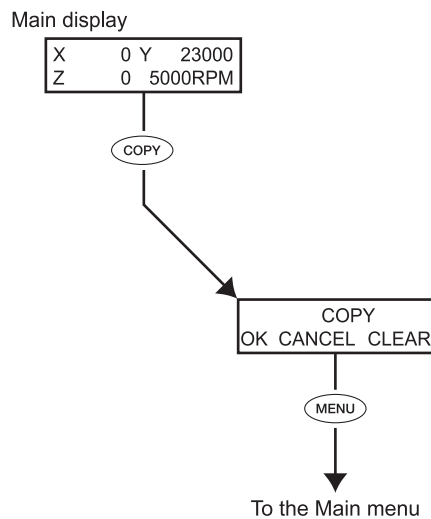 Main display
X 0 Y 23000
Z 0 5000RPM
COPY
COPY
OK CANCEL CLEAR
MENU
To the Main menu